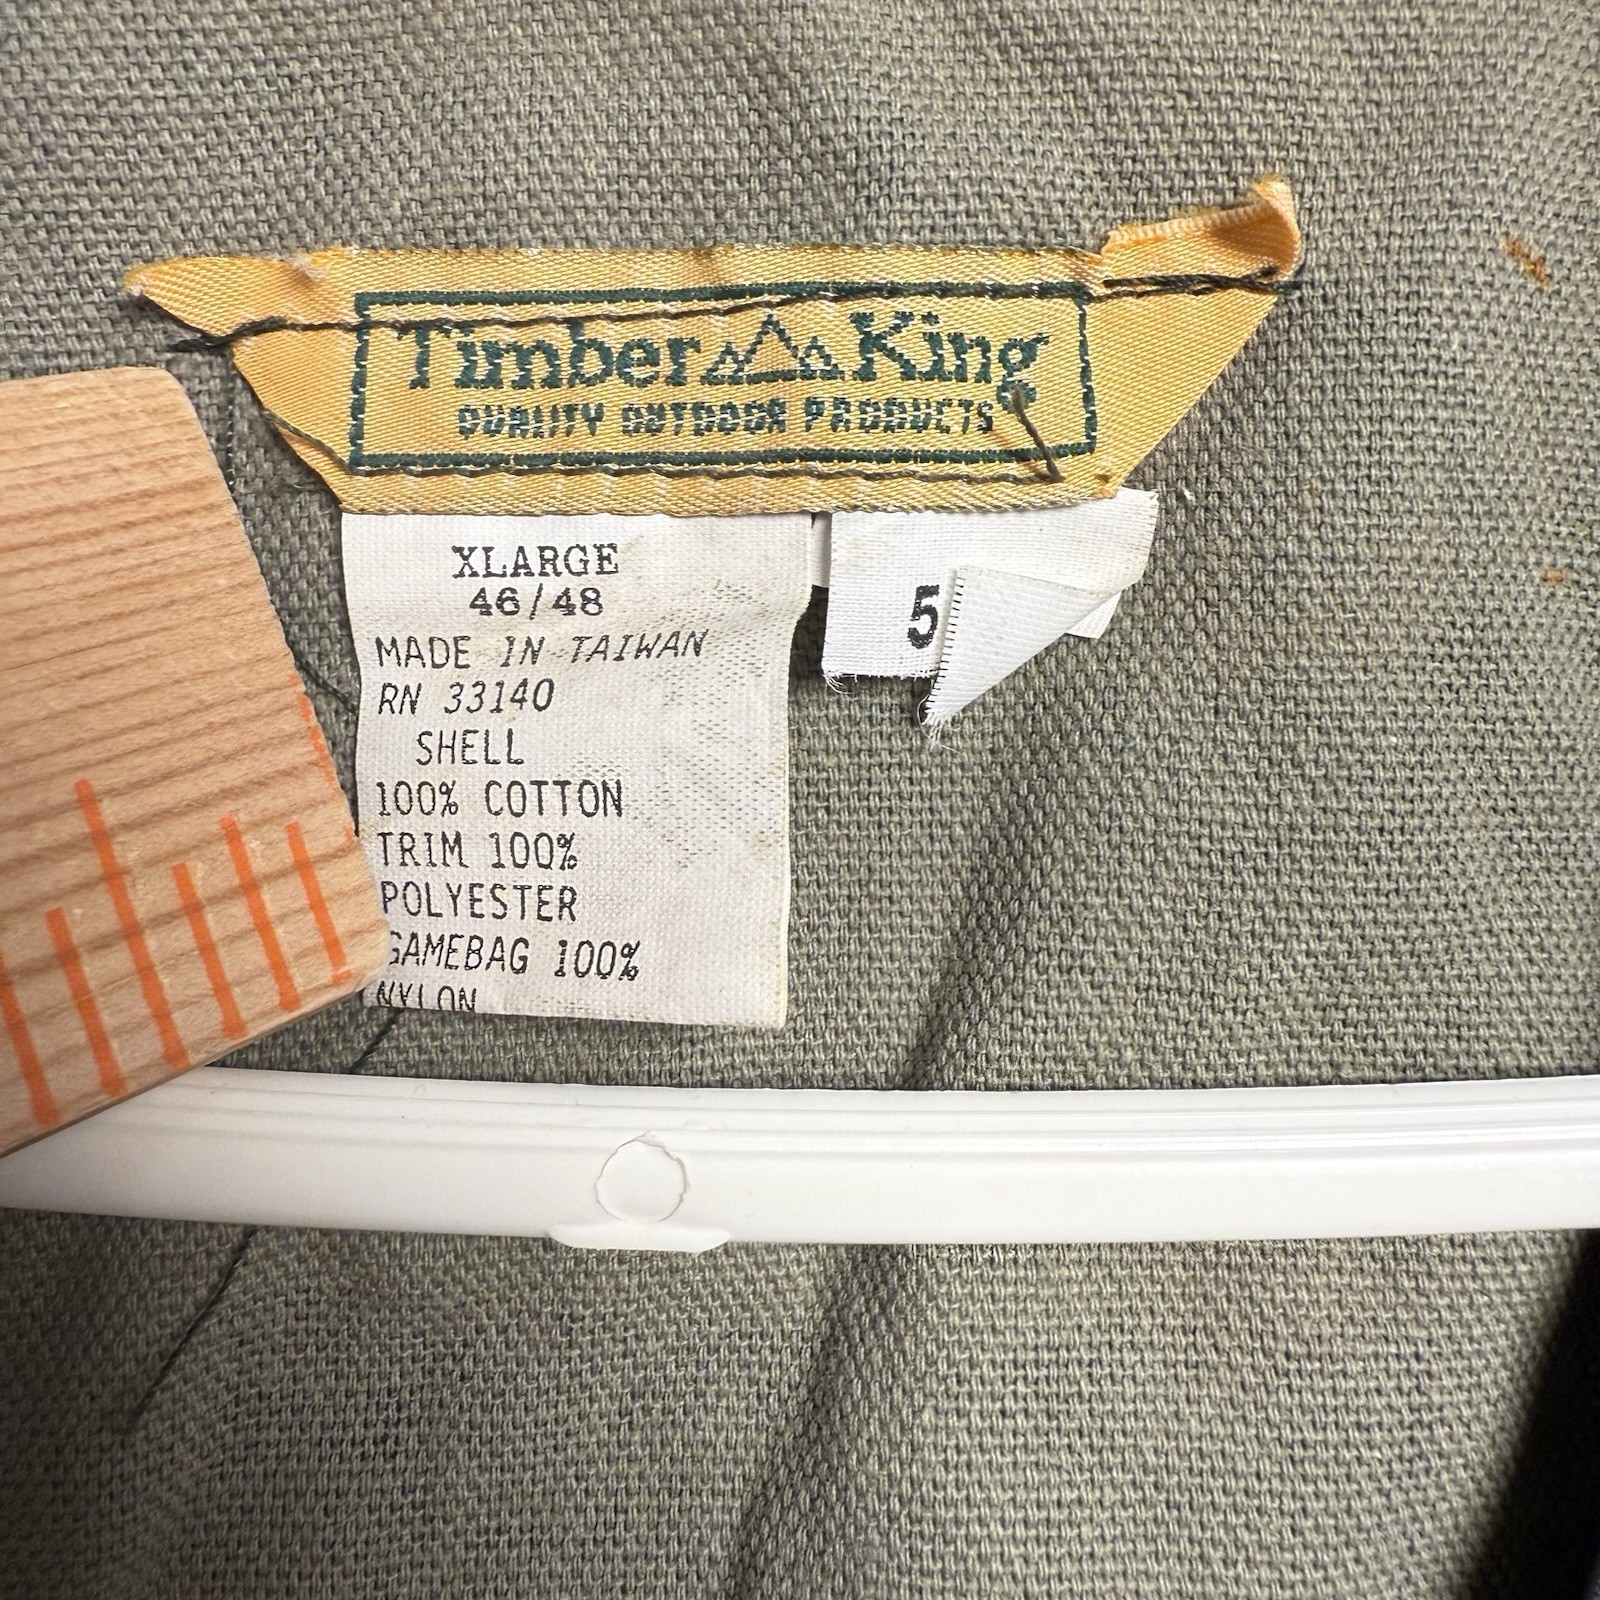 Timber King
QUALITY OUTDOOR PRODUCTS
XLARGE
46/48
MADE IN TAIWAN
RN 33140
SHELL
100% COTTON
TRIM 100%
POLYESTER
GAMEBAG 100%
NYLON
5